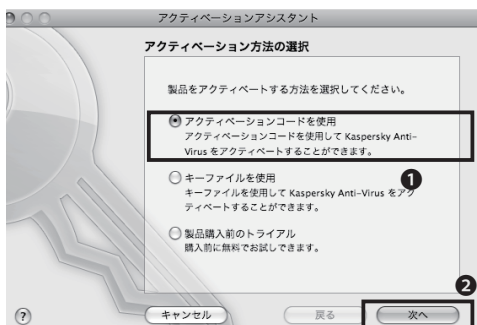 アクティベーションアシスタント
アクティベーション方法の選択
製品をアクティベートする方法を選択してください。
アクティベーションコードを使用
アクティベーションコードを使用して Kaspersky Anti-
Virus をアクティベートすることができます。
❶
キーファイルを使用
キーファイルを使用して Kaspersky Anti-Virus をアク
ティベートすることができます。
製品購入前のトライアル
購入前に無料でお試しできます。
❷
?
キャンセル
戻る
次へ